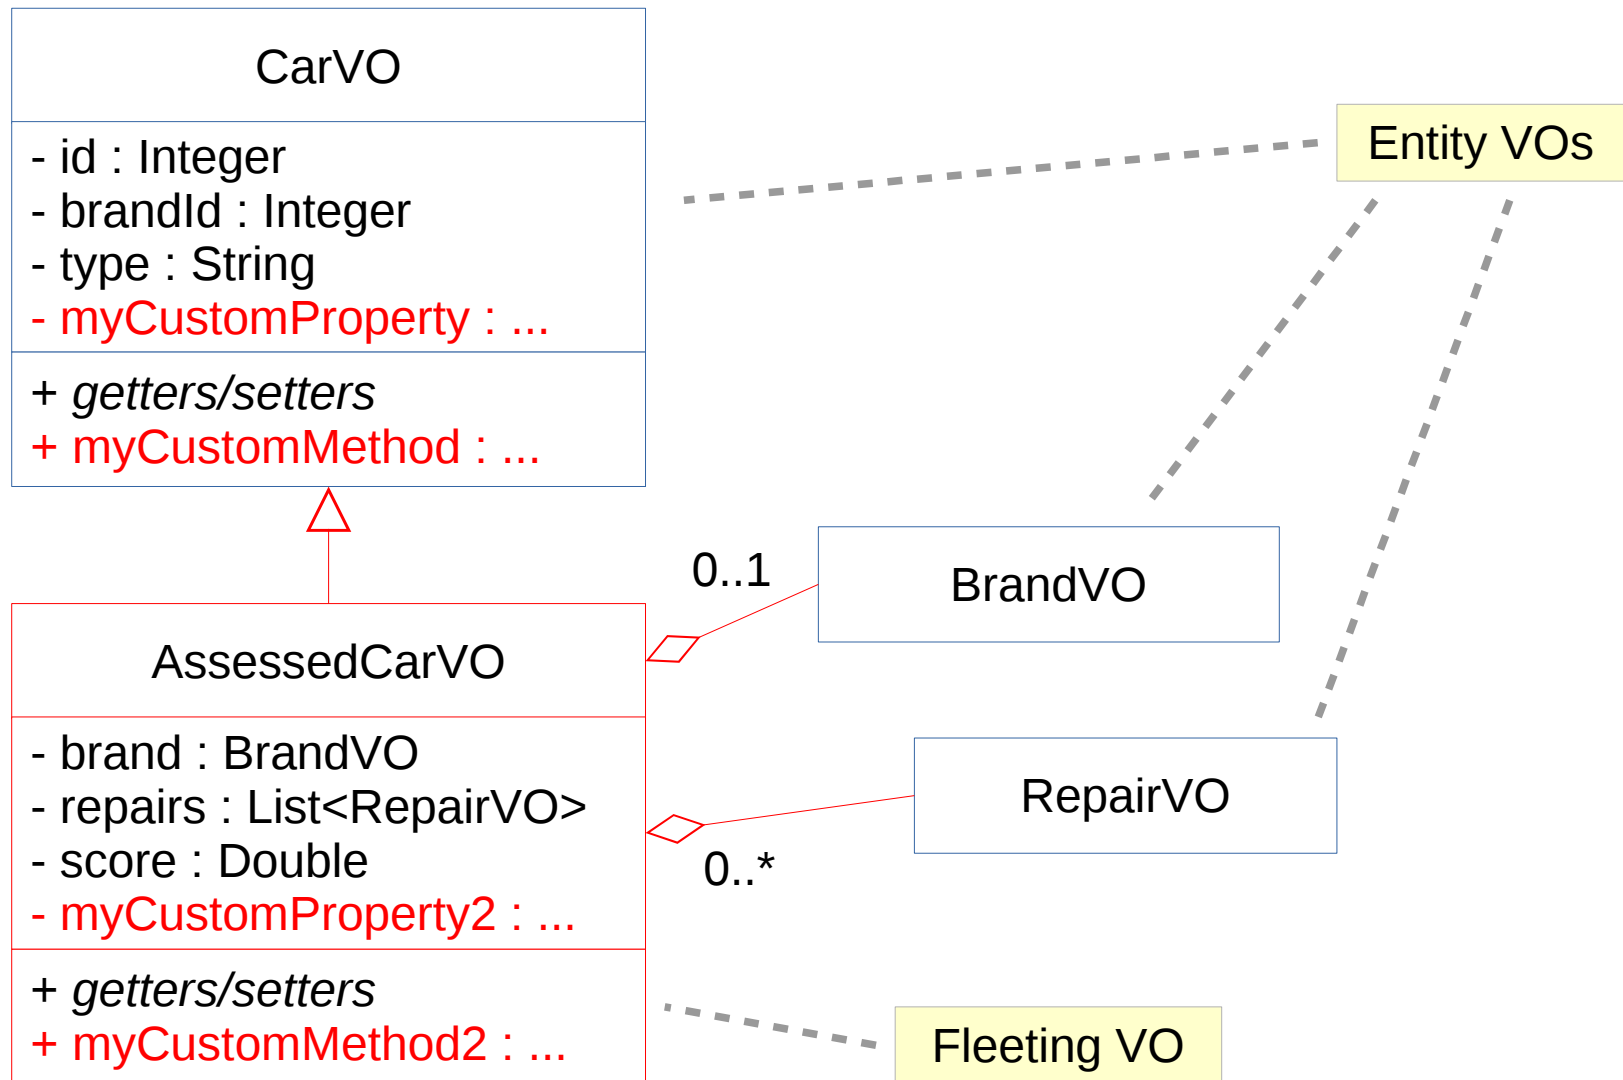 CarVO
- id : Integer
- brandId : Integer
- type : String
- myCustomProperty : ...
+ getters/setters
+ myCustomMethod : ...
Entity VOs
0..1
BrandVO
AssessedCarVO
- brand : BrandVO
- repairs : List<RepairVO>
- score : Double
- myCustomProperty2 : ...
+ getters/setters
+ myCustomMethod2 : ...
RepairVO
0..*
Fleeting VO